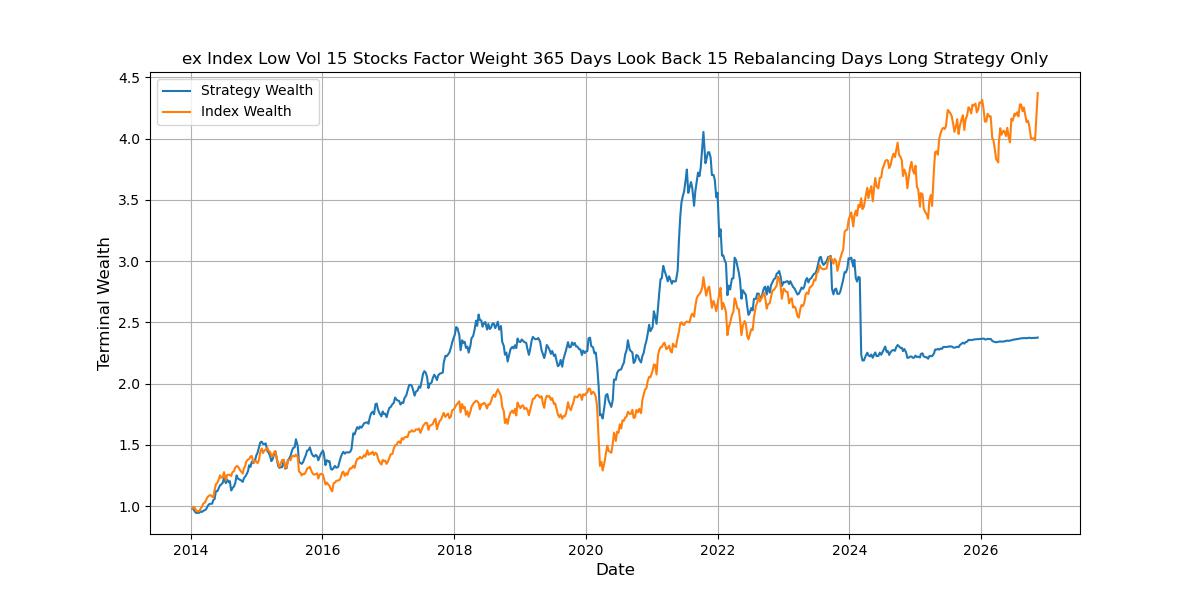 ex Index Low Vol 15 Stocks Factor Weight 365 Days Look Back 15 Rebalancing Days Long Strategy Only
Strategy Wealth
Index Wealth
Terminal Wealth
4.5
4.0
3.5
3.0
2.5
2.0
1.5
1.0
2014 2016 2018 2020 2022 2024 2026
Date